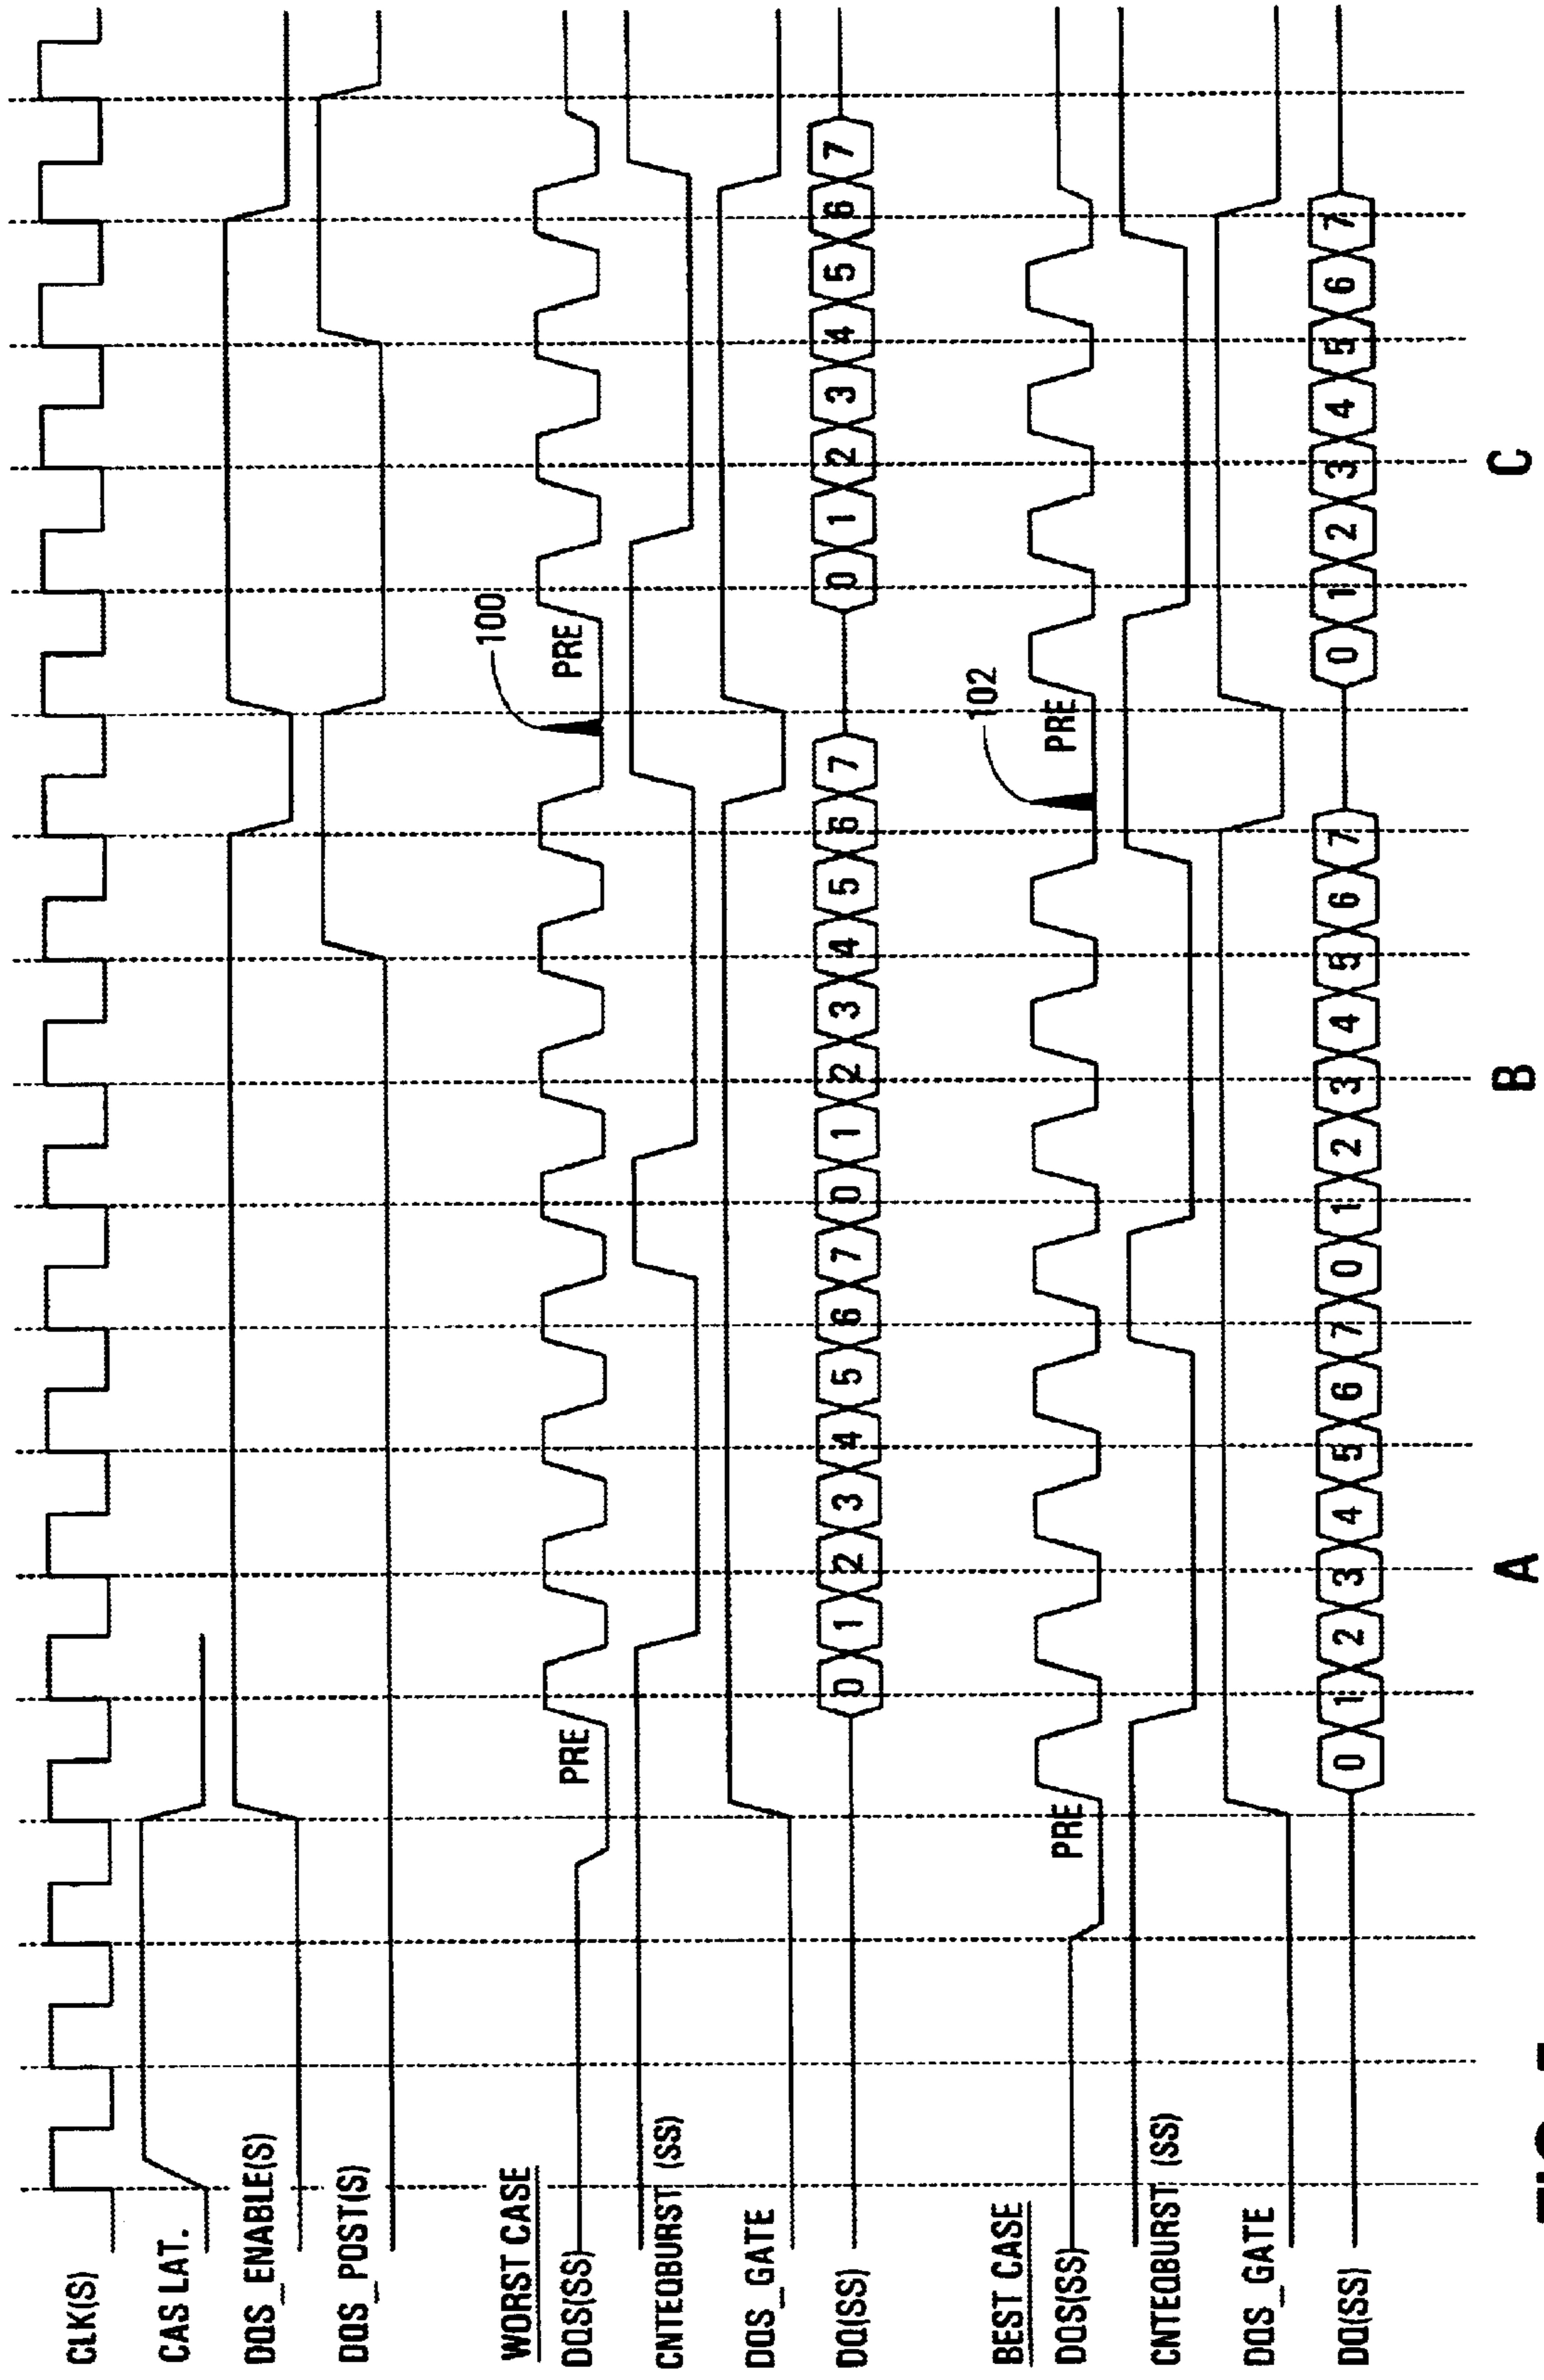 CLK(S)
CAS LAT.
DQS_ENABLE(S)
DQS_POST(S)
WORST CASE
DQS(SS)
PRE
100
PRE
CNTEQBURST (SS)
DQS_GATE
DQ(SS)
0 1 2 3 4 5 6 7 0 1 2 3 4 5 6 7
0 1 2 3 4 5 6 7
BEST CASE
DQS(SS)
PRE
102
PRE
CNTEQBURST (SS)
DQS_GATE
DQ(SS)
0 1 2 3 4 5 6 7 0 1 2 3 4 5 6 7
0 1 2 3 4 5 6 7
A
B
C